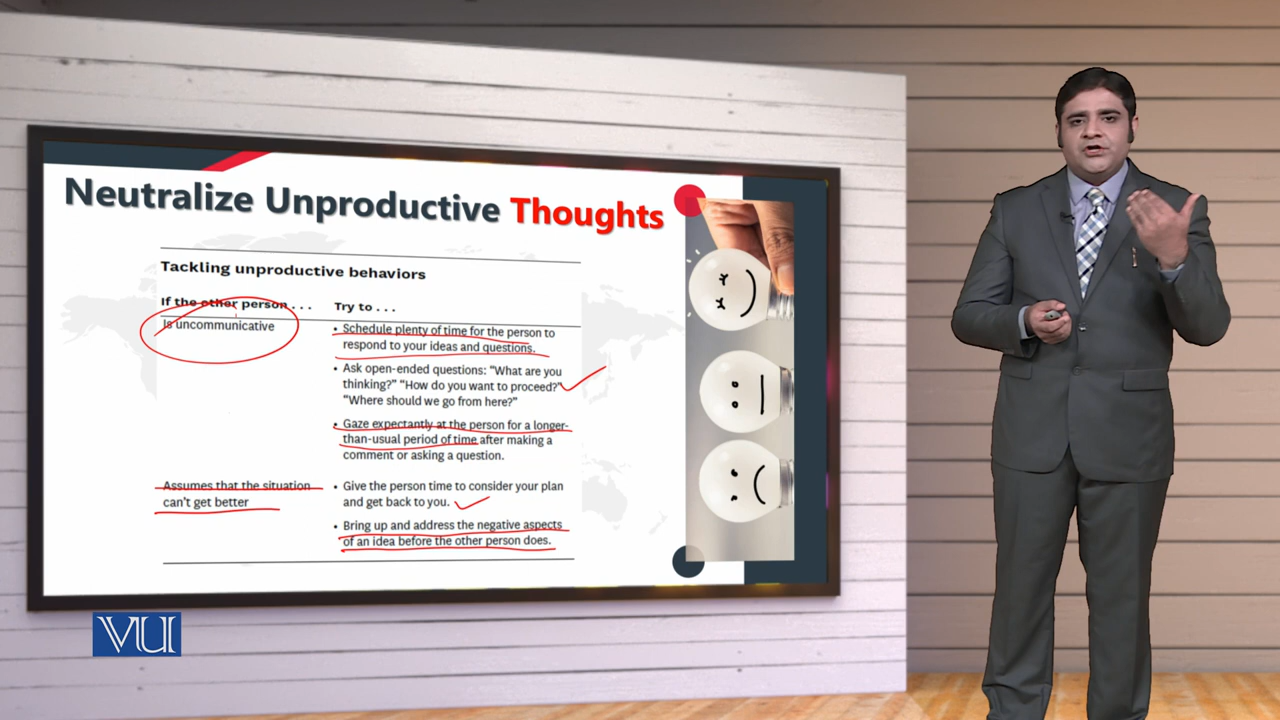 Neutralize Unproductive Thoughts
Tackling unproductive behaviors
If the other person . . .
Try to . . .
Is uncommunicative
• Schedule plenty of time for the person to
respond to your ideas and questions.
• Ask open-ended questions: “What are you
thinking?” “How do you want to proceed?”
“Where should we go from here?”
• Gaze expectantly at the person for a longer-
than-usual period of time after making a
comment or asking a question.
Assumes that the situation
can’t get better
• Give the person time to consider your plan
and get back to you.
• Bring up and address the negative aspects
of an idea before the other person does.
VU